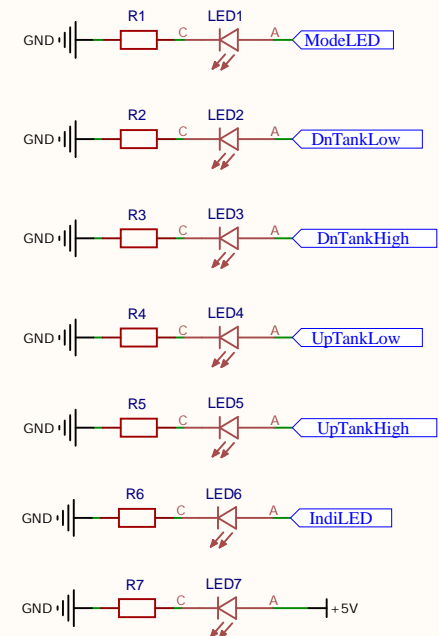 R1 LED1
GND C A ModeLED
R2 LED2
GND C A DnTankLow
R3 LED3
GND C A DnTankHigh
R4 LED4
GND C A UpTankLow
R5 LED5
GND C A UpTankHigh
R6 LED6
GND C A IndiLED
R7 LED7
GND C A +5V